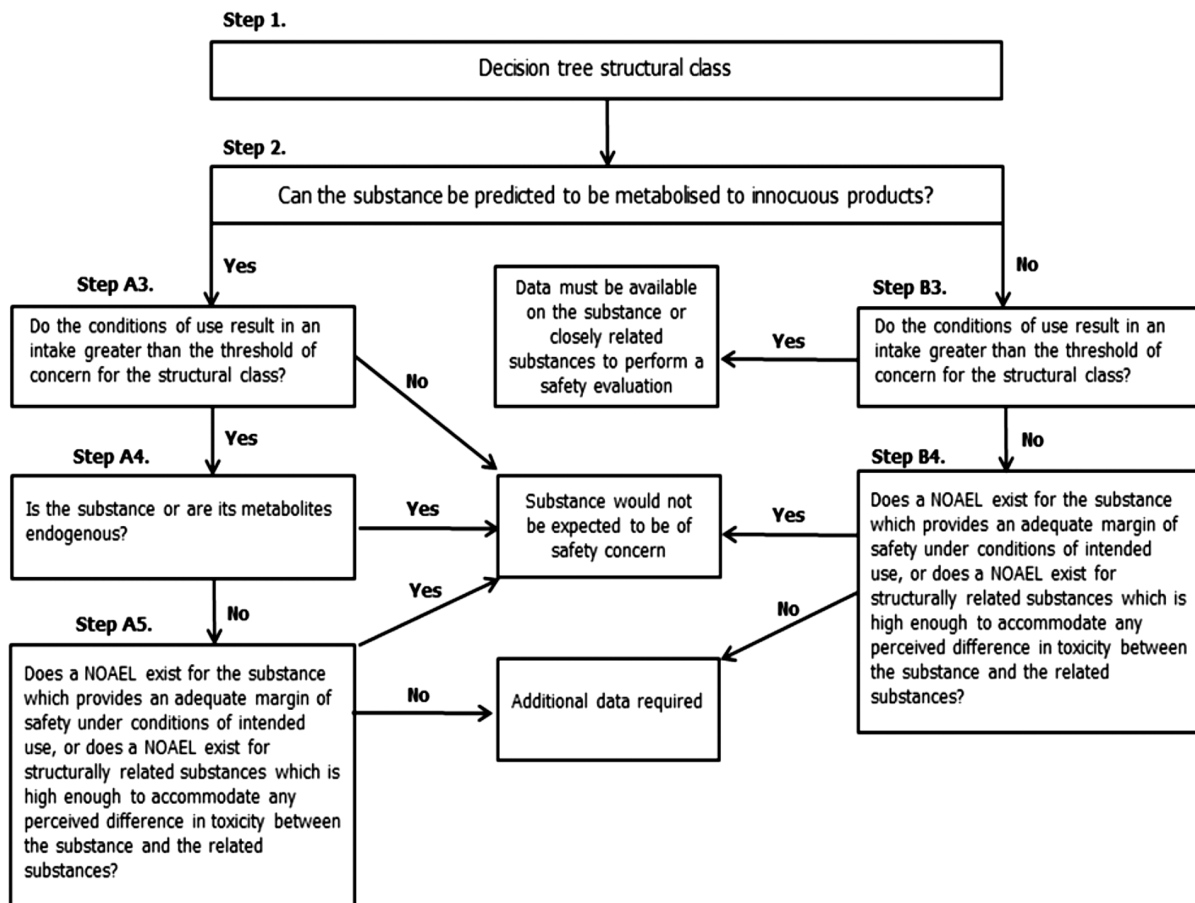 Step 1.
Decision tree structural class
Step 2.
Can the substance be predicted to be metabolised to innocuous products?
Yes
No
Step A3.
Do the conditions of use result in an
intake greater than the threshold of
concern for the structural class?
No
Data must be available
on the substance or
closely related
substances to perform a
safety evaluation
Yes
Step B3.
Do the conditions of use result in an
intake greater than the threshold of
concern for the structural class?
Yes
No
Step A4.
Is the substance or are its metabolites
endogenous?
Yes
Substance would not
be expected to be of
safety concern
Yes
Step B4.
Does a NOAEL exist for the substance
which provides an adequate margin of
safety under conditions of intended
use, or does a NOAEL exist for
structurally related substances which is
high enough to accommodate any
perceived difference in toxicity between
the substance and the related
substances?
No
Yes
No
Step A5.
Does a NOAEL exist for the substance
which provides an adequate margin of
safety under conditions of intended
use, or does a NOAEL exist for
structurally related substances which is
high enough to accommodate any
perceived difference in toxicity between
the substance and the related
substances?
No
Additional data required